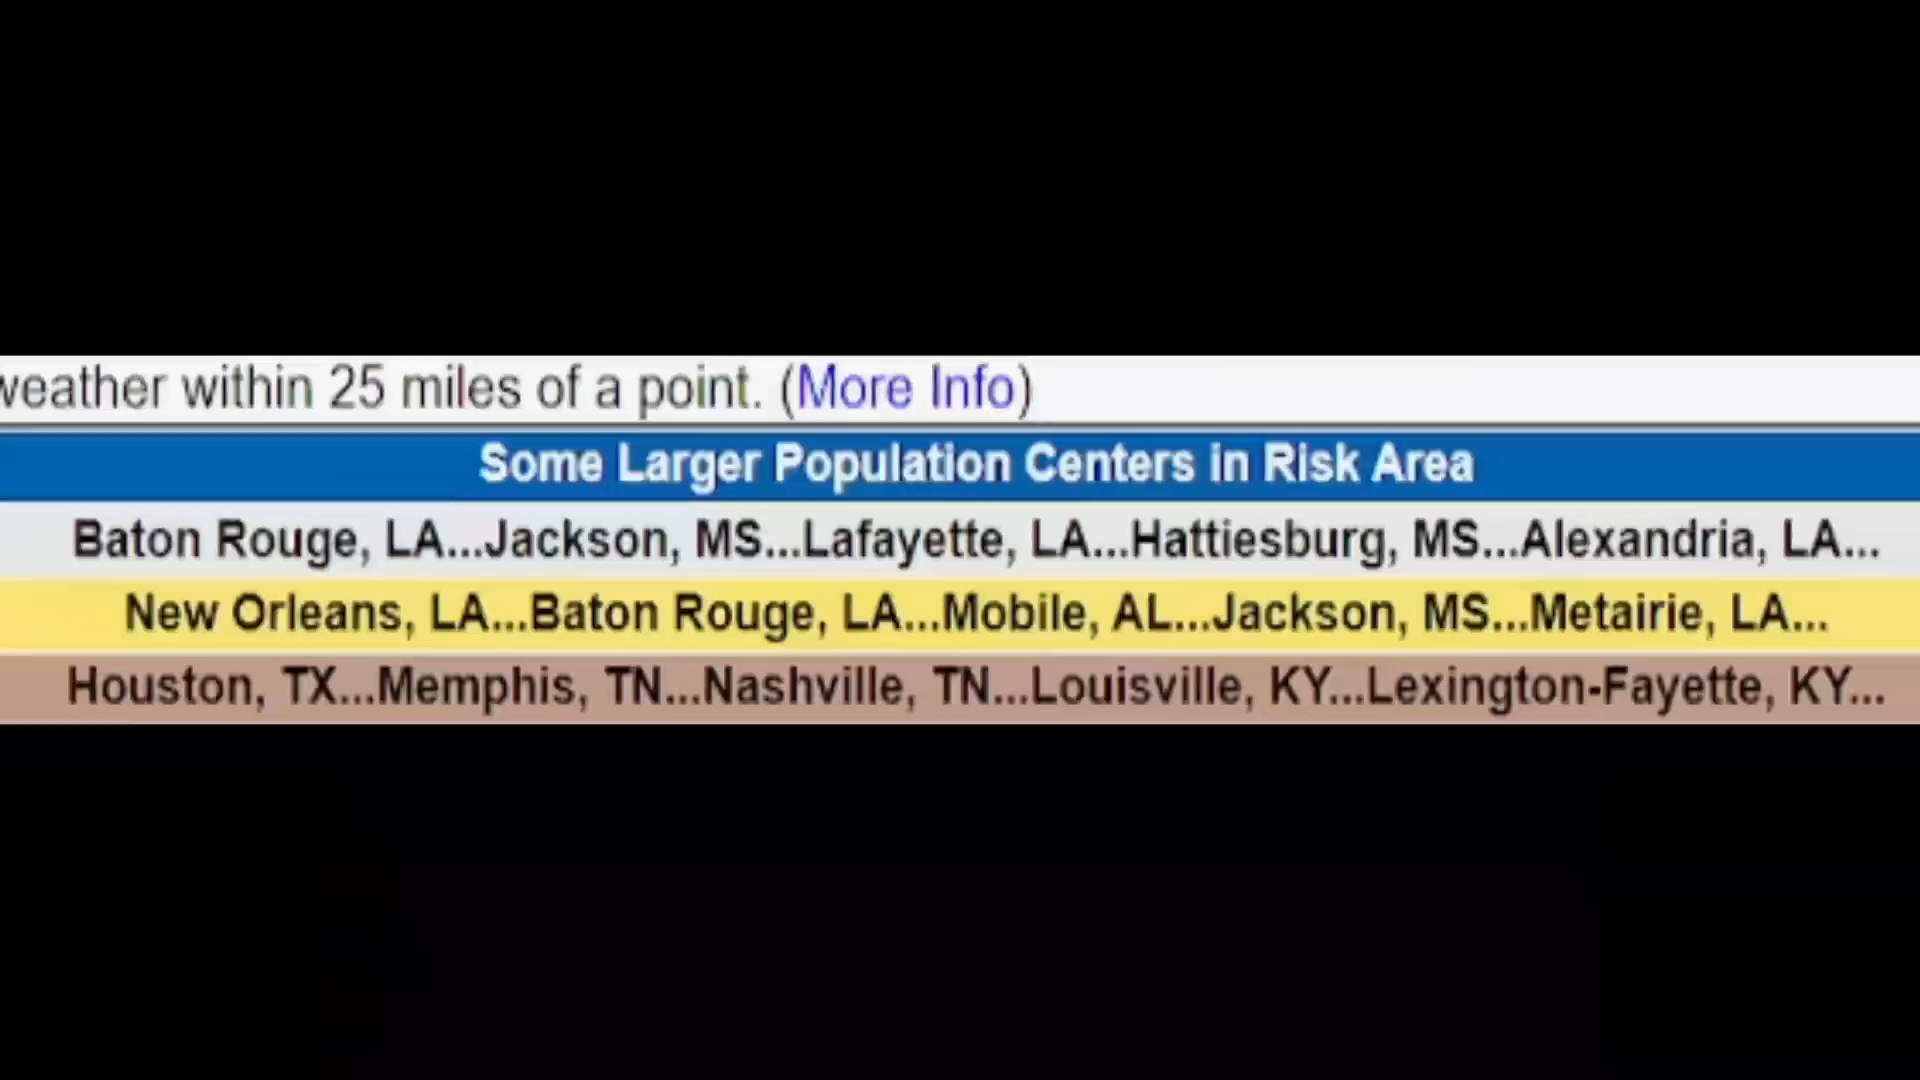 weather within 25 miles of a point. (More Info)
Some Larger Population Centers in Risk Area
Baton Rouge, LA...Jackson, MS...Lafayette, LA...Hattiesburg, MS...Alexandria, LA...
New Orleans, LA...Baton Rouge, LA...Mobile, AL...Jackson, MS...Metairie, LA...
Houston, TX...Memphis, TN...Nashville, TN...Louisville, KY...Lexington-Fayette, KY...